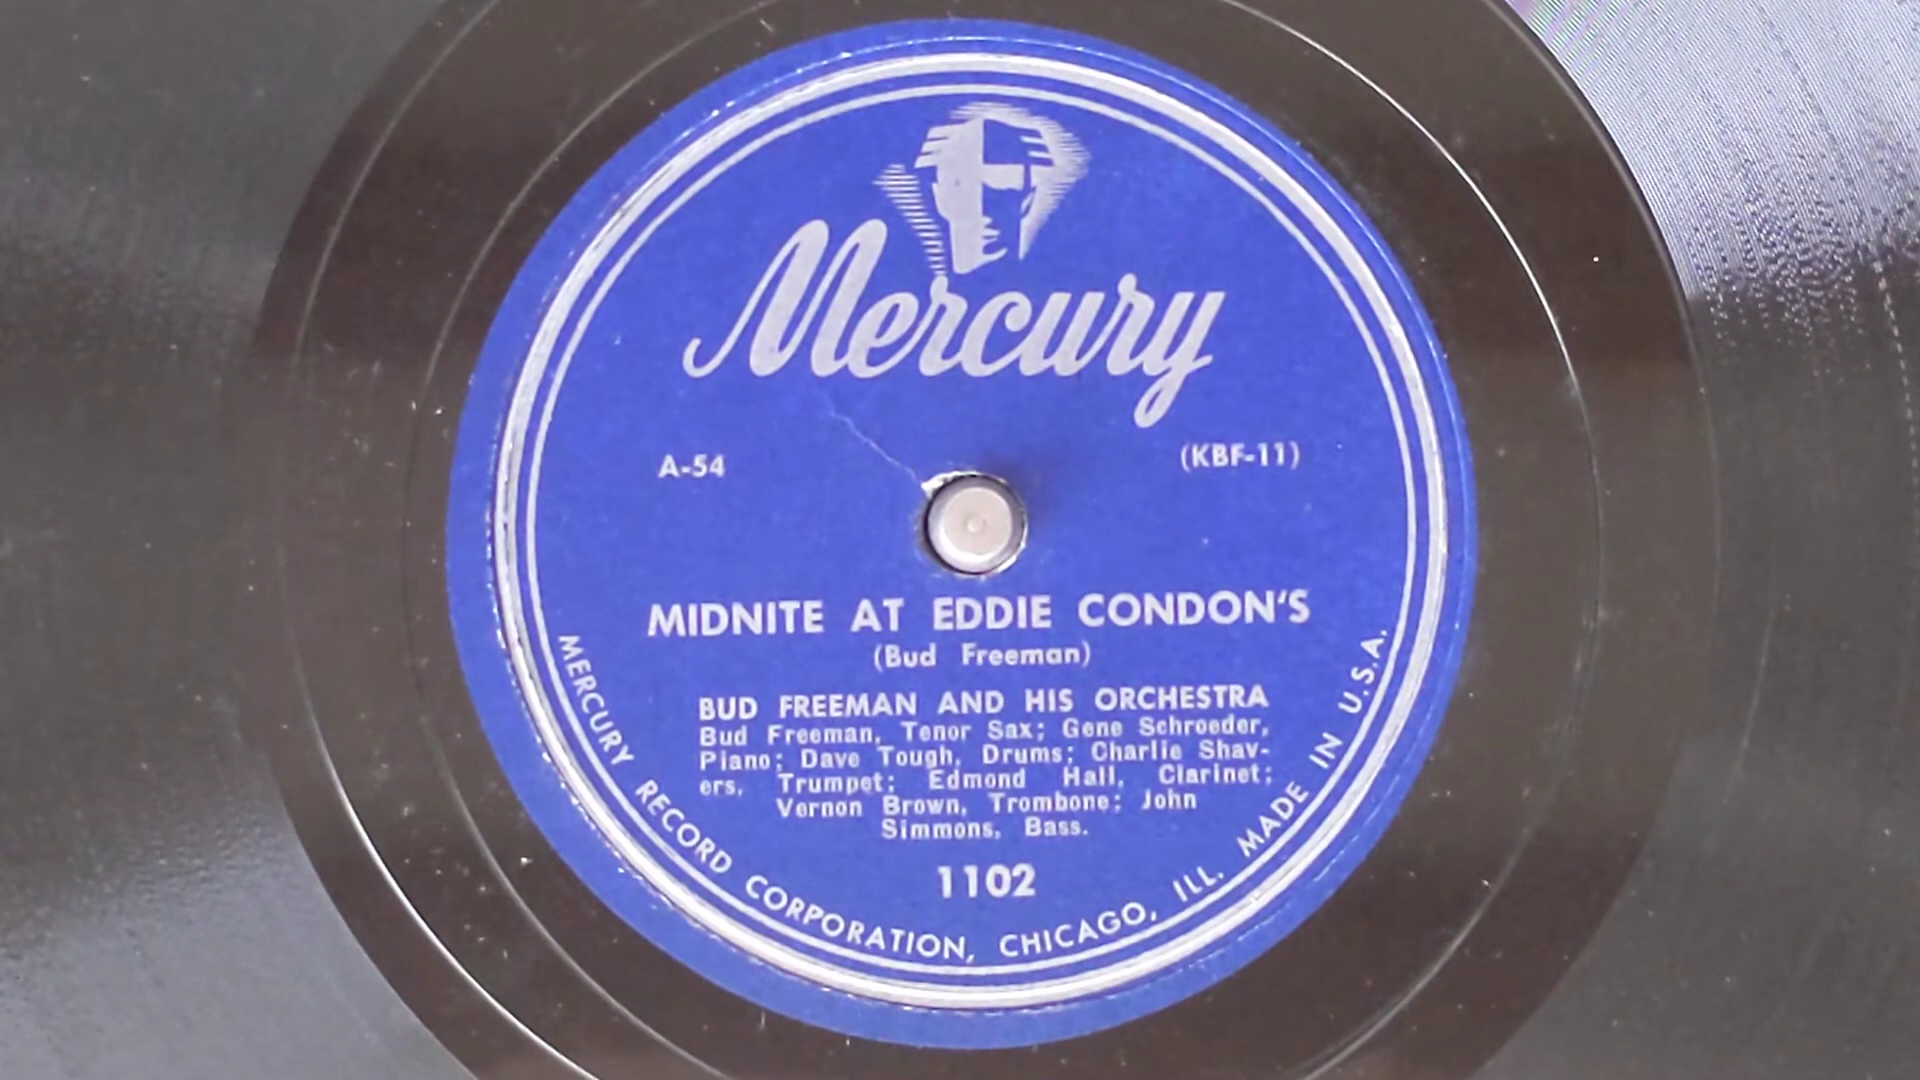 Mercury
A-54
(KBF-11)
MIDNITE AT EDDIE CONDON'S
(Bud Freeman)
BUD FREEMAN AND HIS ORCHESTRA
Bud Freeman, Tenor Sax; Gene Schroeder,
Piano; Dave Tough, Drums; Charlie Shav-
ers, Trumpet; Edmond Hall, Clarinet;
Vernon Brown, Trombone; John
Simmons, Bass.
1102
MERCURY RECORD CORPORATION, CHICAGO, ILL. MADE IN U.S.A.